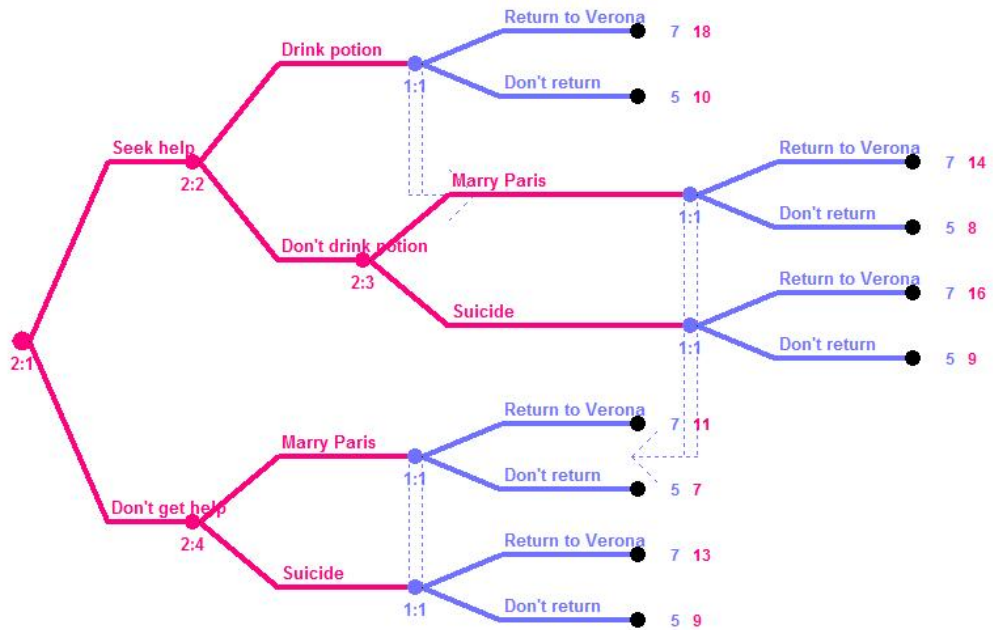 Return to Verona
7 18
Drink potion
1:1
Don't return
5 10
Seek help
2:2
Return to Verona
7 14
Marry Paris
1:1
Don't return
5 8
Don't drink potion
2:3
Return to Verona
7 16
Suicide
1:1
Don't return
5 9
2:1
Return to Verona
7 11
Marry Paris
1:1
Don't return
5 7
Don't get help
2:4
Return to Verona
7 13
Suicide
1:1
Don't return
5 9